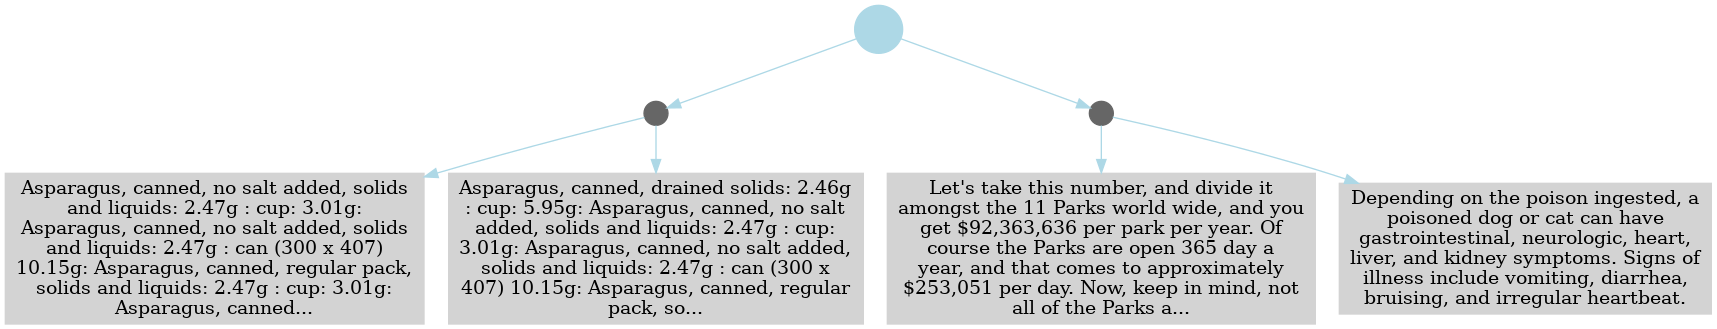 Asparagus, canned, no salt added, solids
and liquids: 2.47g : cup: 3.01g:
Asparagus, canned, no salt added, solids
and liquids: 2.47g : can (300 x 407)
10.15g: Asparagus, canned, regular pack,
solids and liquids: 2.47g : cup: 3.01g:
Asparagus, canned...
Asparagus, canned, drained solids: 2.46g
: cup: 5.95g: Asparagus, canned, no salt
added, solids and liquids: 2.47g : cup:
3.01g: Asparagus, canned, no salt added,
solids and liquids: 2.47g : can (300 x
407) 10.15g: Asparagus, canned, regular
pack, so...
Let's take this number, and divide it
amongst the 11 Parks world wide, and you
get $92,363,636 per park per year. Of
course the Parks are open 365 day a
year, and that comes to approximately
$253,051 per day. Now, keep in mind, not
all of the Parks a...
Depending on the poison ingested, a
poisoned dog or cat can have
gastrointestinal, neurologic, heart,
liver, and kidney symptoms. Signs of
illness include vomiting, diarrhea,
bruising, and irregular heartbeat.